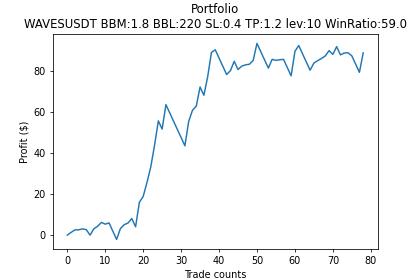 Portfolio
WAVESUSDT BBM:1.8 BBL:220 SL:0.4 TP:1.2 lev:10 WinRatio:59.0
80
60
40
20
0
Profit ($)
0 10 20 30 40 50 60 70 80
Trade counts